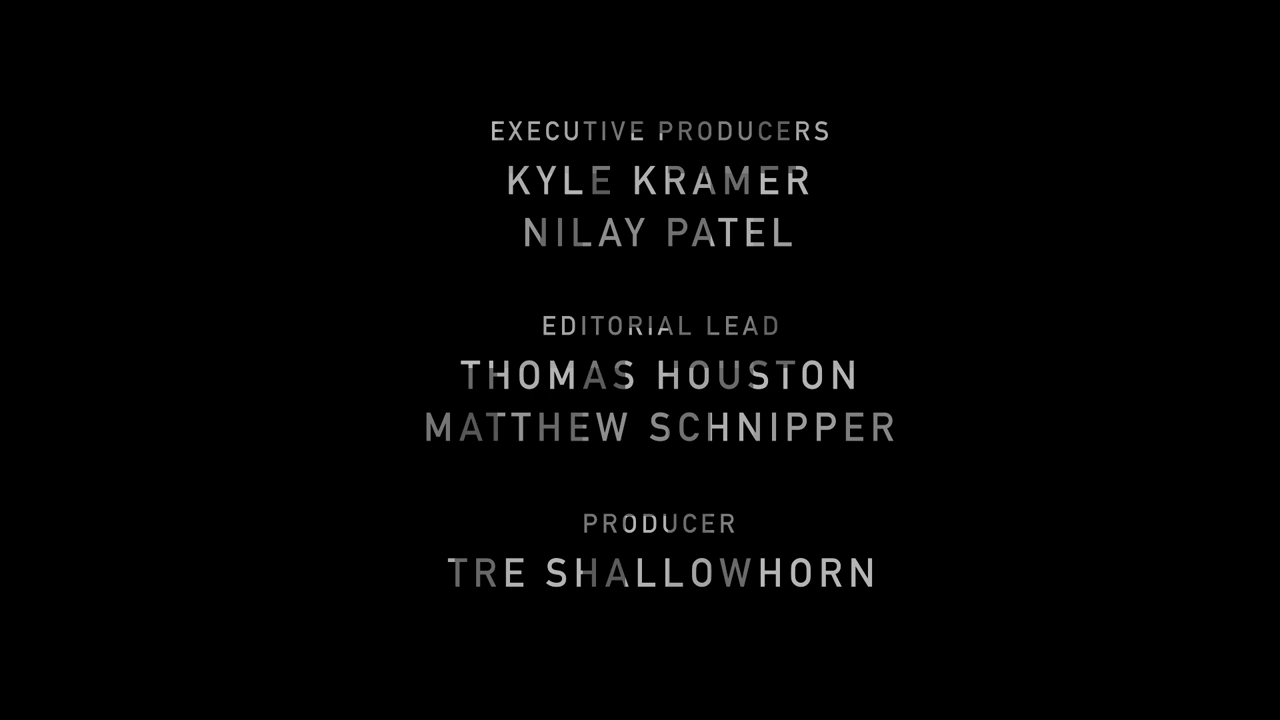 EXECUTIVE PRODUCERS
KYLE KRAMER
NILAY PATEL
EDITORIAL LEAD
THOMAS HOUSTON
MATTHEW SCHNIPPER
PRODUCER
TRE SHALLOWHORN